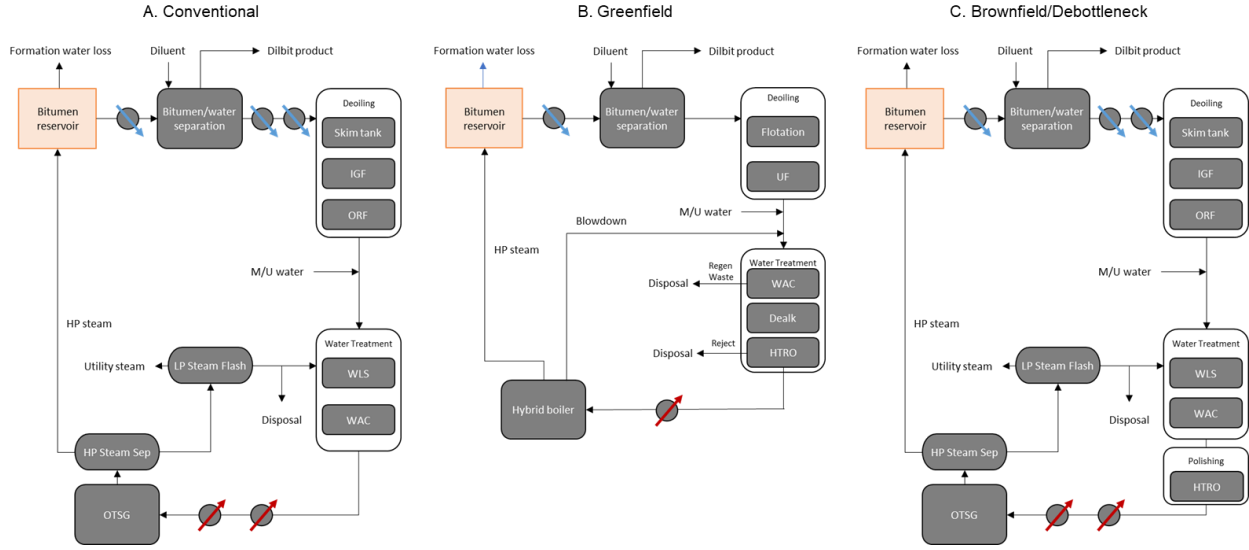 A. Conventional
Formation water loss
Diluent
Dilbit product
Bitumen
reservoir
Bitumen/water
separation
Deoiling
Skim tank
IGF
ORF
M/U water
HP steam
Water Treatment
Utility steam
LP Steam Flash
WLS
Disposal
WAC
HP Steam Sep
OTSG
B. Greenfield
Formation water loss
Diluent
Dilbit product
Bitumen
reservoir
Bitumen/water
separation
Deoiling
Flotation
UF
M/U water
Blowdown
HP steam
Water Treatment
Regen
Waste
Disposal
WAC
Dealk
Reject
Disposal
HTRO
Hybrid boiler
C. Brownfield/Debottleneck
Formation water loss
Diluent
Dilbit product
Bitumen
reservoir
Bitumen/water
separation
Deoiling
Skim tank
IGF
ORF
M/U water
HP steam
Water Treatment
Utility steam
LP Steam Flash
WLS
Disposal
WAC
HP Steam Sep
Polishing
HTRO
OTSG